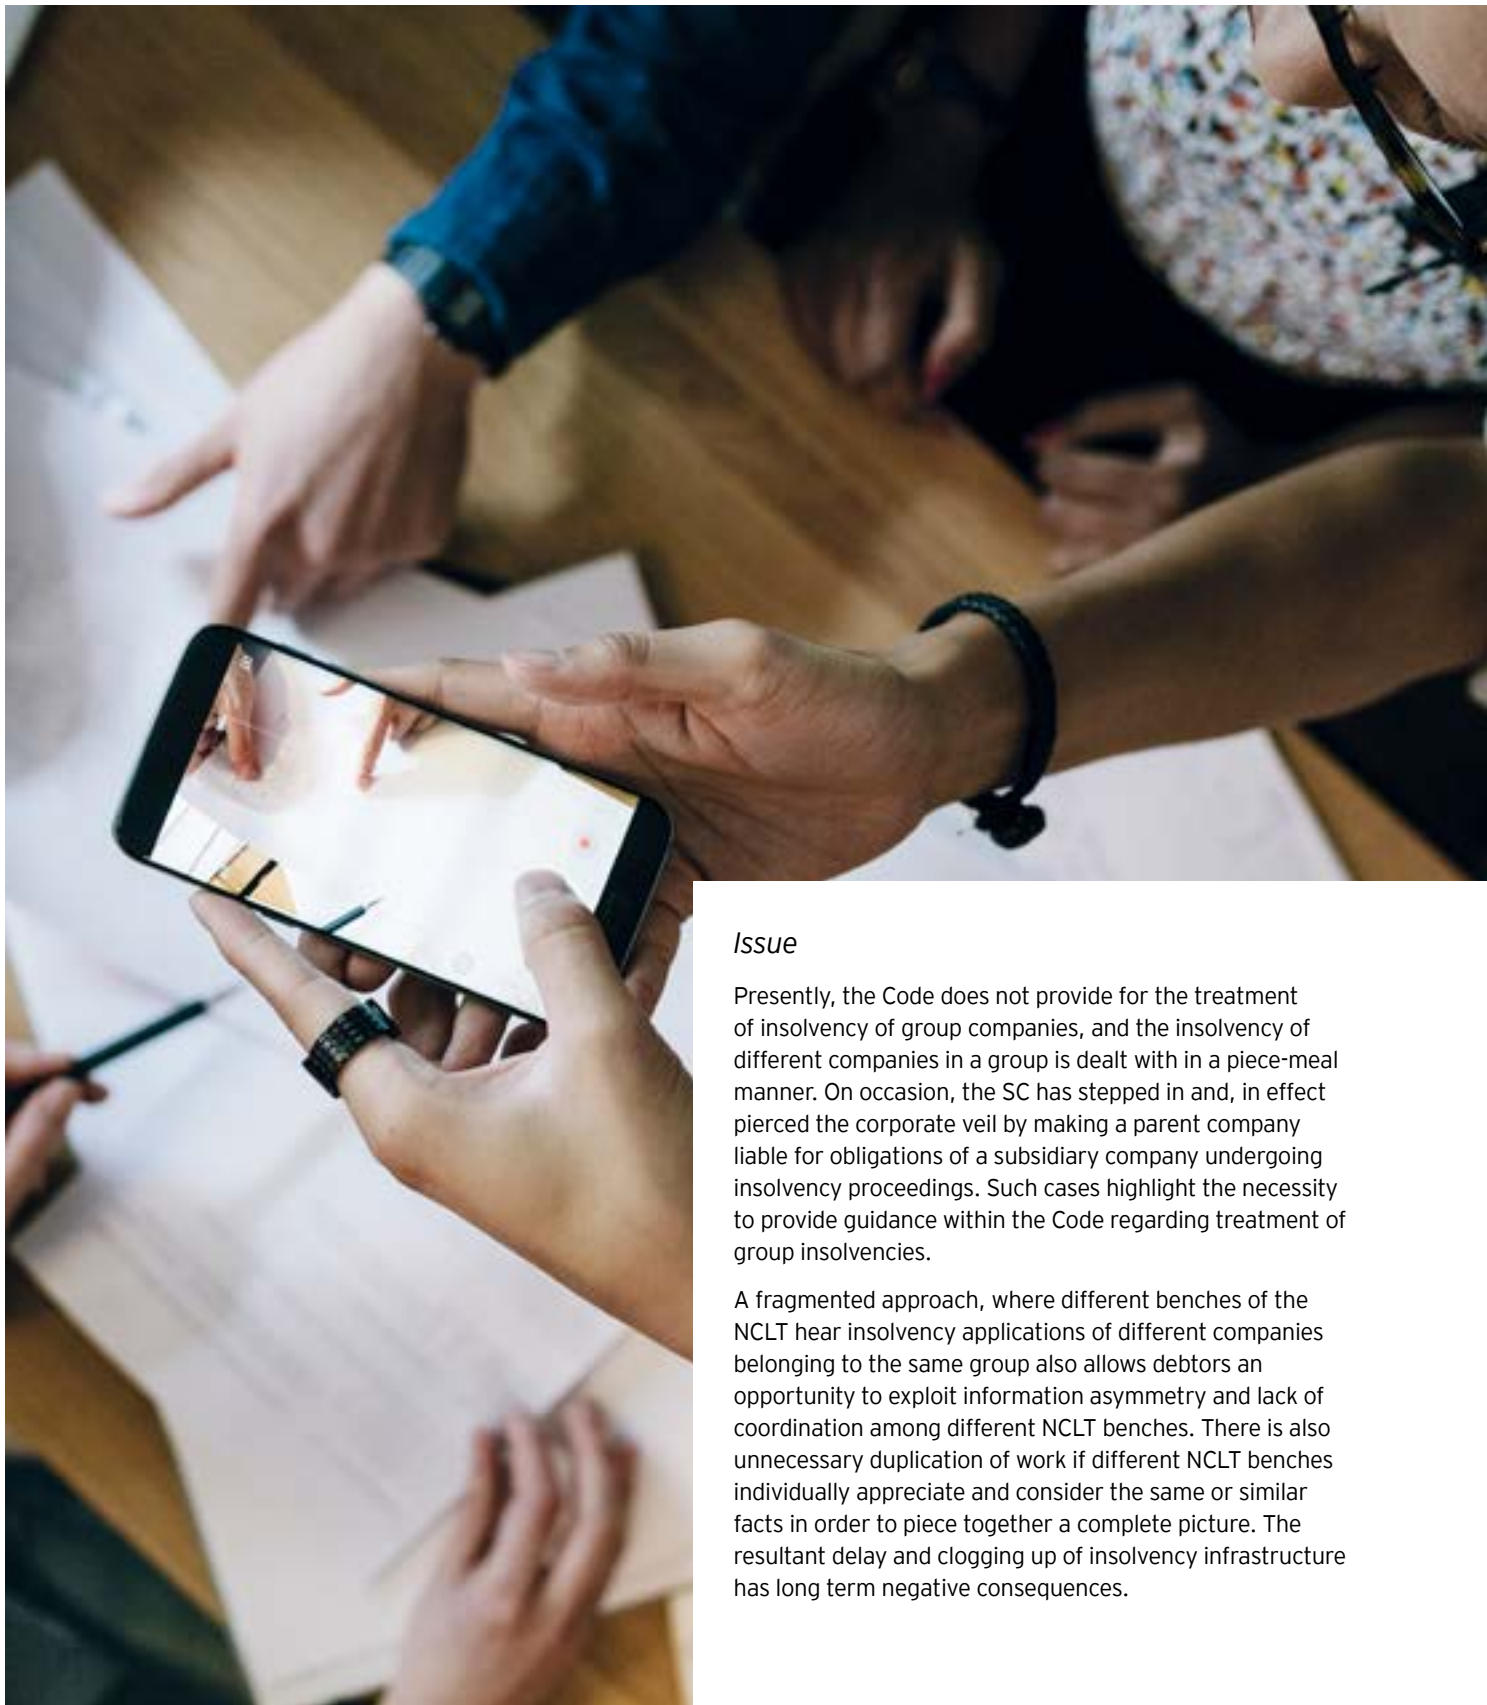 Issue
Presently, the Code does not provide for the treatment
of insolvency of group companies, and the insolvency of
different companies in a group is dealt with in a piece-meal
manner. On occasion, the SC has stepped in and, in effect
pierced the corporate veil by making a parent company
liable for obligations of a subsidiary company undergoing
insolvency proceedings. Such cases highlight the necessity
to provide guidance within the Code regarding treatment of
group insolvencies.
A fragmented approach, where different benches of the
NCLT hear insolvency applications of different companies
belonging to the same group also allows debtors an
opportunity to exploit information asymmetry and lack of
coordination among different NCLT benches. There is also
unnecessary duplication of work if different NCLT benches
individually appreciate and consider the same or similar
facts in order to piece together a complete picture. The
resultant delay and clogging up of insolvency infrastructure
has long term negative consequences.